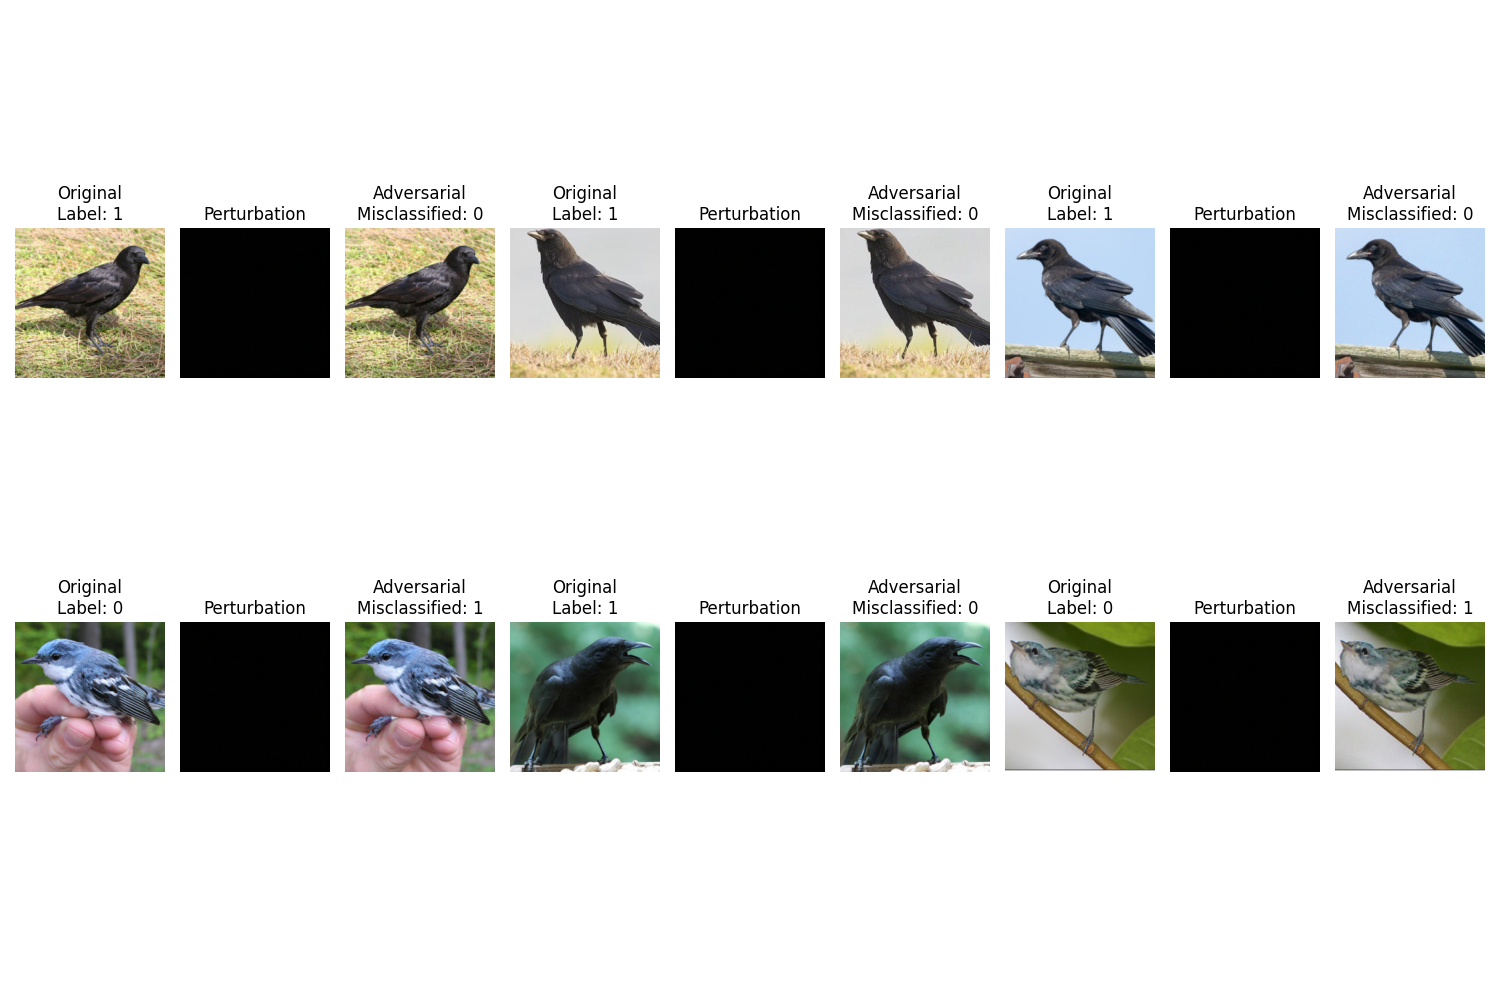 Original
Label: 1
Perturbation
Adversarial
Misclassified: 0
Original
Label: 1
Perturbation
Adversarial
Misclassified: 0
Original
Label: 1
Perturbation
Adversarial
Misclassified: 0
Original
Label: 0
Perturbation
Adversarial
Misclassified: 1
Original
Label: 1
Perturbation
Adversarial
Misclassified: 0
Original
Label: 0
Perturbation
Adversarial
Misclassified: 1